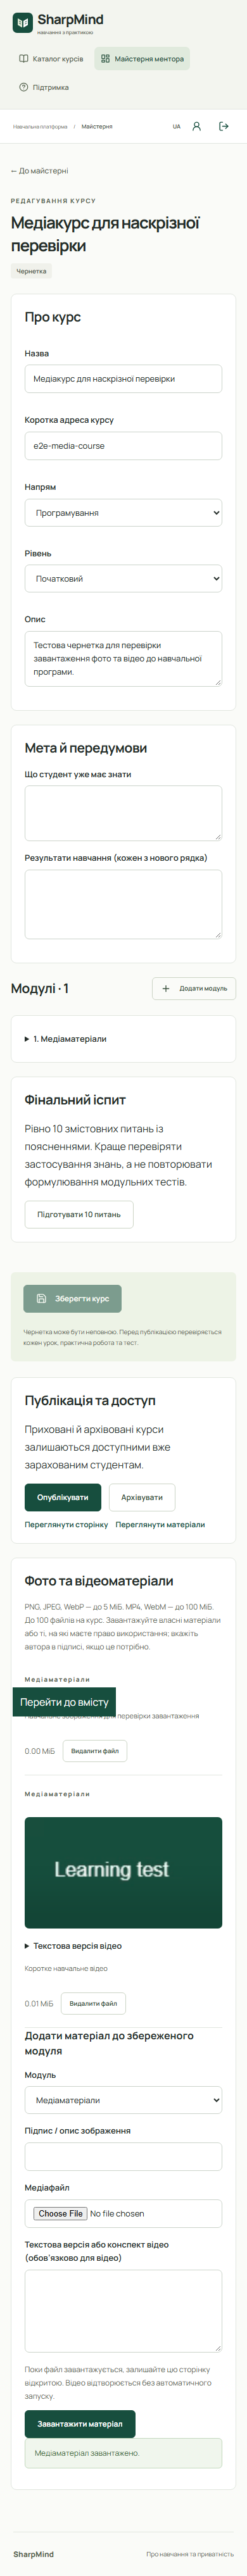 SharpMind
навчання з практикою
Каталог курсів
Майстерня ментора
Підтримка
Навчальна платформа / Майстерня
UA
← До майстерні
РЕДАГУВАННЯ КУРСУ
Медіакурс для наскрізної
перевірки
Чернетка
Про курс
Назва
Медіакурс для наскрізної перевірки
Коротка адреса курсу
e2e-media-course
Напрям
Програмування
Рівень
Початковий
Опис
Тестова чернетка для перевірки
завантаження фото та відео до навчальної
програми.
Мета й передумови
Що студент уже має знати
Результати навчання (кожен з нового рядка)
Модулі · 1
Додати модуль
1. Медіаматеріали
Фінальний іспит
Рівно 10 змістовних питань із
поясненнями. Краще перевіряти
застосування знань, а не повторювати
формулювання модульних тестів.
Підготувати 10 питань
Зберегти курс
Чернетка може бути неповною. Перед публікацією перевіряється
кожен урок, практична робота та тест.
Публікація та доступ
Приховані й архівовані курси
залишаються доступними вже
зарахованим студентам.
Опублікувати
Архівувати
Переглянути сторінку
Переглянути матеріали
Фото та відеоматеріали
PNG, JPEG, WebP — до 5 МіБ. MP4, WebM — до 100 МіБ.
До 100 файлів на курс. Завантажуйте власні матеріали
або ті, на які маєте право використання; вкажіть
автора в підписі, якщо це потрібно.
Медіаматеріали
Перейти до вмісту
для перевірки завантаження
0.00 МіБ
Видалити файл
Медіаматеріали
Learning test
Текстова версія відео
Коротке навчальне відео
0.01 МіБ
Видалити файл
Додати матеріал до збереженого
модуля
Модуль
Медіаматеріали
Підпис / опис зображення
Медіафайл
Choose File No file chosen
Текстова версія або конспект відео
(обовʼязково для відео)
Поки файл завантажується, залишайте цю сторінку
відкритою. Відео відтворюється без автоматичного
запуску.
Завантажити матеріал
Медіаматеріал завантажено.
SharpMind
Про навчання та приватність